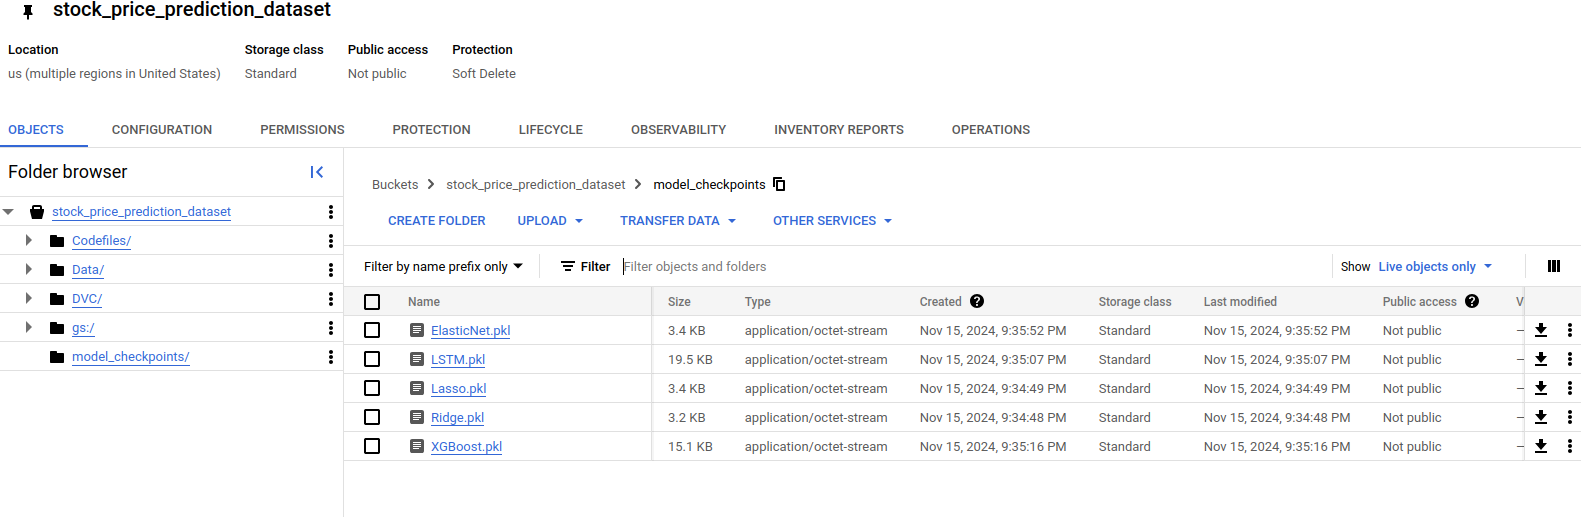 stock_price_prediction_dataset
Location Storage class Public access Protection
us (multiple regions in United States) Standard Not public Soft Delete
OBJECTS CONFIGURATION PERMISSIONS PROTECTION LIFECYCLE OBSERVABILITY INVENTORY REPORTS OPERATIONS
Folder browser
stock_price_prediction_dataset
Codefiles/
Data/
DVC/
gs:/
model_checkpoints/
Buckets > stock_price_prediction_dataset > model_checkpoints
CREATE FOLDER UPLOAD TRANSFER DATA OTHER SERVICES
Filter by name prefix only Filter Filter objects and folders Show Live objects only
Name Size Type Created Storage class Last modified Public access V
ElasticNet.pkl 3.4 KB application/octet-stream Nov 15, 2024, 9:35:52 PM Standard Nov 15, 2024, 9:35:52 PM Not public —
LSTM.pkl 19.5 KB application/octet-stream Nov 15, 2024, 9:35:07 PM Standard Nov 15, 2024, 9:35:07 PM Not public —
Lasso.pkl 3.4 KB application/octet-stream Nov 15, 2024, 9:34:49 PM Standard Nov 15, 2024, 9:34:49 PM Not public —
Ridge.pkl 3.2 KB application/octet-stream Nov 15, 2024, 9:34:48 PM Standard Nov 15, 2024, 9:34:48 PM Not public —
XGBoost.pkl 15.1 KB application/octet-stream Nov 15, 2024, 9:35:16 PM Standard Nov 15, 2024, 9:35:16 PM Not public —